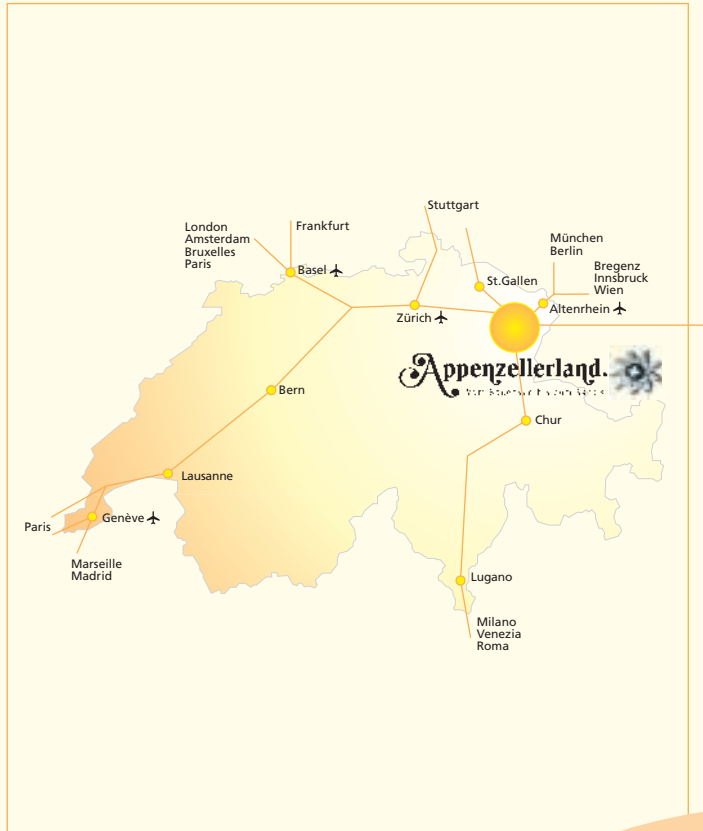 Stuttgart
London
Amsterdam
Bruxelles
Paris
Frankfurt
München
Berlin
Bregenz
Innsbruck
Wien
Basel
St.Gallen
Altenrhein
Zürich
Appenzellerland.
Bern
Chur
Lausanne
Genève
Paris
Marseille
Madrid
Lugano
Milano
Venezia
Roma